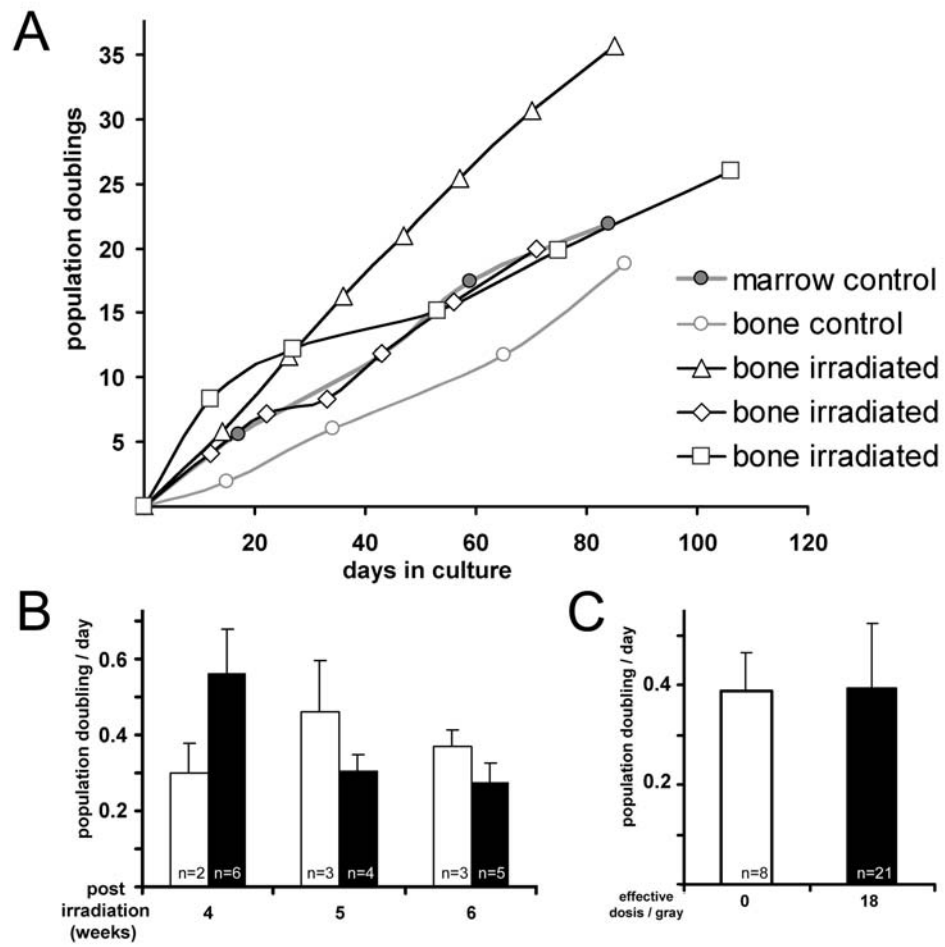 A
population doublings
35
30
25
20
15
10
5
20 40 60 80 100 120
days in culture
marrow control
bone control
bone irradiated
bone irradiated
bone irradiated
B
population doubling / day
0.6
0.4
0.2
n=2 n=6 n=3 n=4 n=3 n=5
post
irradiation
(weeks)
4 5 6
C
population doubling / day
0.4
0.2
n=8 n=21
effective
dosis / gray
0 18